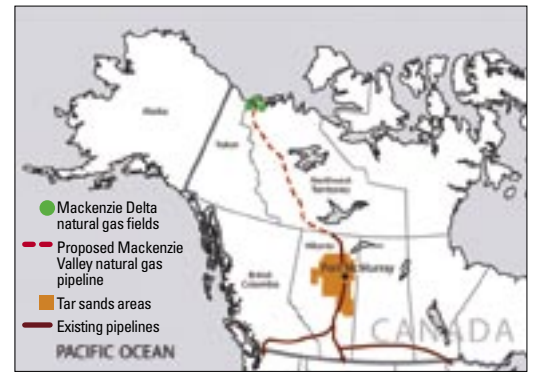 Alaska
Yukon
Northwest
Territory
Mackenzie Delta
natural gas fields
Proposed Mackenzie
Valley natural gas
pipeline
Tar sands areas
Existing pipelines
Alberta
Fort McMurray
British
Columbia
CANADA
PACIFIC OCEAN